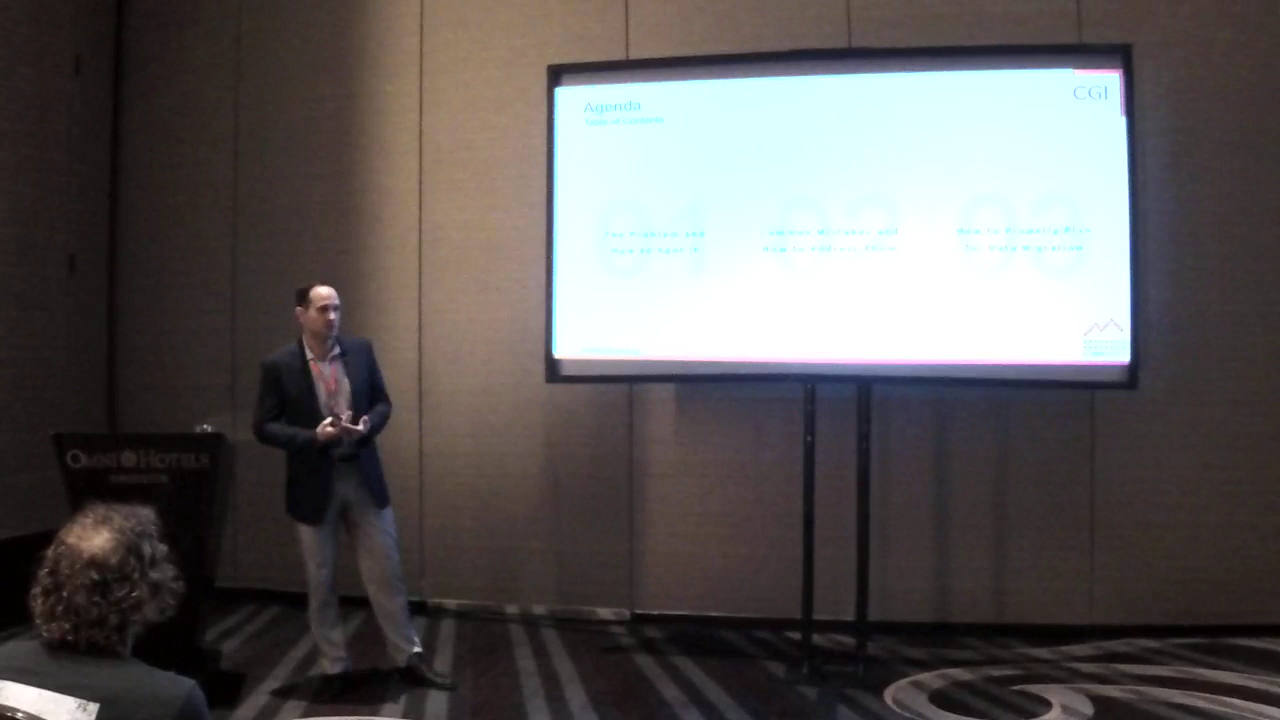 Agenda
Table of Contents
CGI
The Problem and
How to Spot It
Common Mistakes and
How to Address Them
How to Properly Plan
for Data Migration
OMNI HOTELS